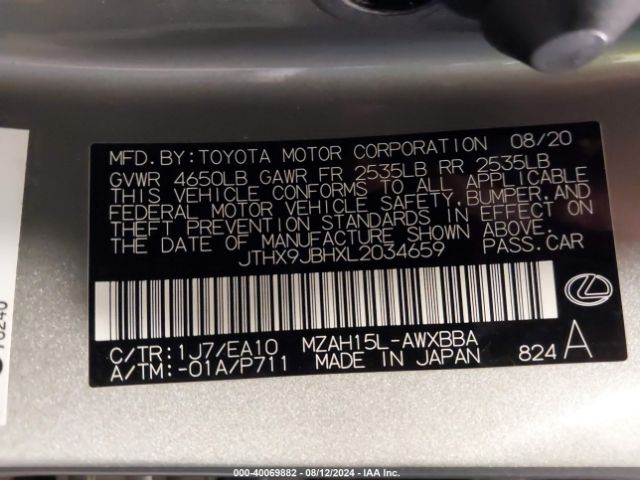 MFD.BY:TOYOTA MOTOR CORPORATION 08/20
GVWR 4650LB GAWR FR 2535LB RR 2535LB
THIS VEHICLE CONFORMS TO ALL APPLICABLE
FEDERAL MOTOR VEHICLE SAFETY,BUMPER,AND
THEFT PREVENTION STANDARDS IN EFFECT ON
THE DATE OF MANUFACTURE SHOWN ABOVE.
JTHX9JBHXL2034659 PASS.CAR
C/TR:1J7/EA10 MZAH15L-AWXBBA
A/TM:-01A/P711 MADE IN JAPAN 824 A
000-40069882 - 08/12/2024 - IAAI.COM